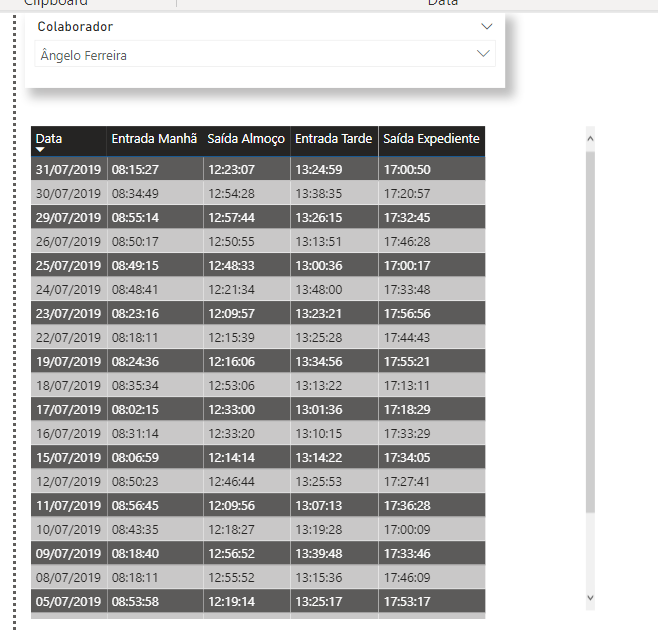 Clipboard Data
Colaborador
Ângelo Ferreira
Data Entrada Manhã Saída Almoço Entrada Tarde Saída Expediente
31/07/2019 08:15:27 12:23:07 13:24:59 17:00:50
30/07/2019 08:34:49 12:54:28 13:38:35 17:20:57
29/07/2019 08:55:14 12:57:44 13:26:15 17:32:45
26/07/2019 08:50:17 12:50:55 13:13:51 17:46:28
25/07/2019 08:49:15 12:48:33 13:00:36 17:00:17
24/07/2019 08:48:41 12:21:34 13:48:00 17:33:48
23/07/2019 08:23:16 12:09:57 13:23:21 17:56:56
22/07/2019 08:18:11 12:15:39 13:25:28 17:44:43
19/07/2019 08:24:36 12:16:06 13:34:56 17:55:21
18/07/2019 08:35:34 12:53:06 13:13:22 17:13:11
17/07/2019 08:02:15 12:33:00 13:01:36 17:18:29
16/07/2019 08:31:14 12:33:20 13:10:15 17:33:29
15/07/2019 08:06:59 12:14:14 13:14:22 17:34:05
12/07/2019 08:50:23 12:46:44 13:25:53 17:27:41
11/07/2019 08:56:45 12:09:56 13:07:13 17:36:28
10/07/2019 08:43:35 12:18:27 13:19:28 17:00:09
09/07/2019 08:18:40 12:56:52 13:39:48 17:33:46
08/07/2019 08:18:11 12:55:52 13:15:36 17:46:09
05/07/2019 08:53:58 12:19:14 13:25:17 17:53:17